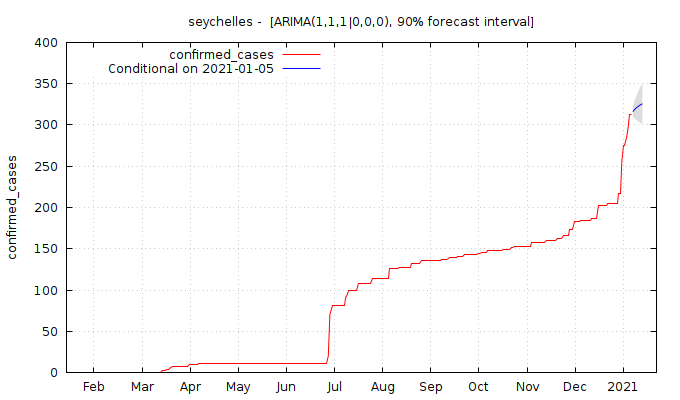 seychelles -  [ARIMA(1,1,1|0,0,0), 90% forecast interval]
confirmed_cases
Conditional on 2021-01-05
confirmed_cases
400
350
300
250
200
150
100
50
0
Feb Mar Apr May Jun Jul Aug Sep Oct Nov Dec 2021